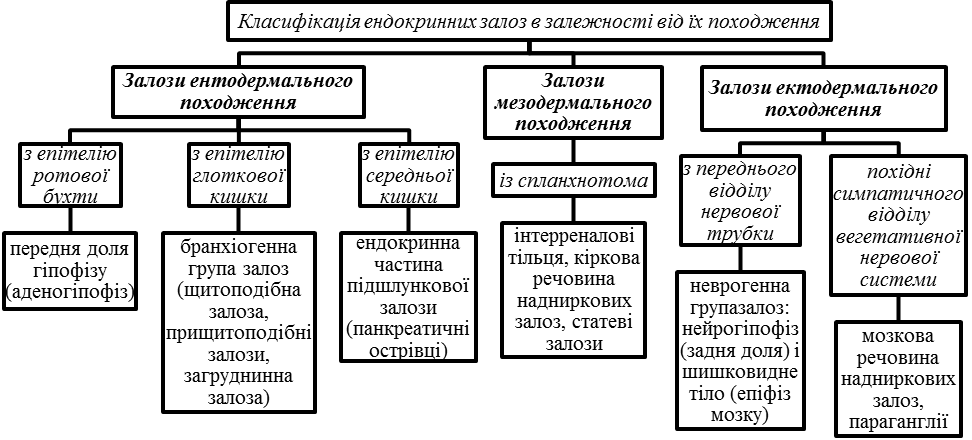 Класифікація ендокринних залоз в залежності від їх походження
Залози ентодермального
походження
з епітелію
ротової
бухти
передня доля
гіпофізу
(аденогіпофіз)
з епітелію
глоткової
кишки
бранхіогенна
група залоз
(щитоподібна
залоза,
прищитоподібні
залози,
загруднинна
залоза)
з епітелію
середньої
кишки
ендокринна
частина
підшлункової
залози
(панкреатичні
острівці)
Залози
мезодермального
походження
із спланхнотома
інтерреналові
тільця, кіркова
речовина
надниркових
залоз, статеві
залози
Залози ектодермального
походження
з переднього
відділу
нервової
трубки
неврогенна
групазалоз:
нейрогіпофіз
(задня доля) і
шишковидне
тіло (епіфіз
мозку)
похідні
симпатичного
відділу
вегетативної
нервової
системи
мозкова
речовина
надниркових
залоз,
параганглії